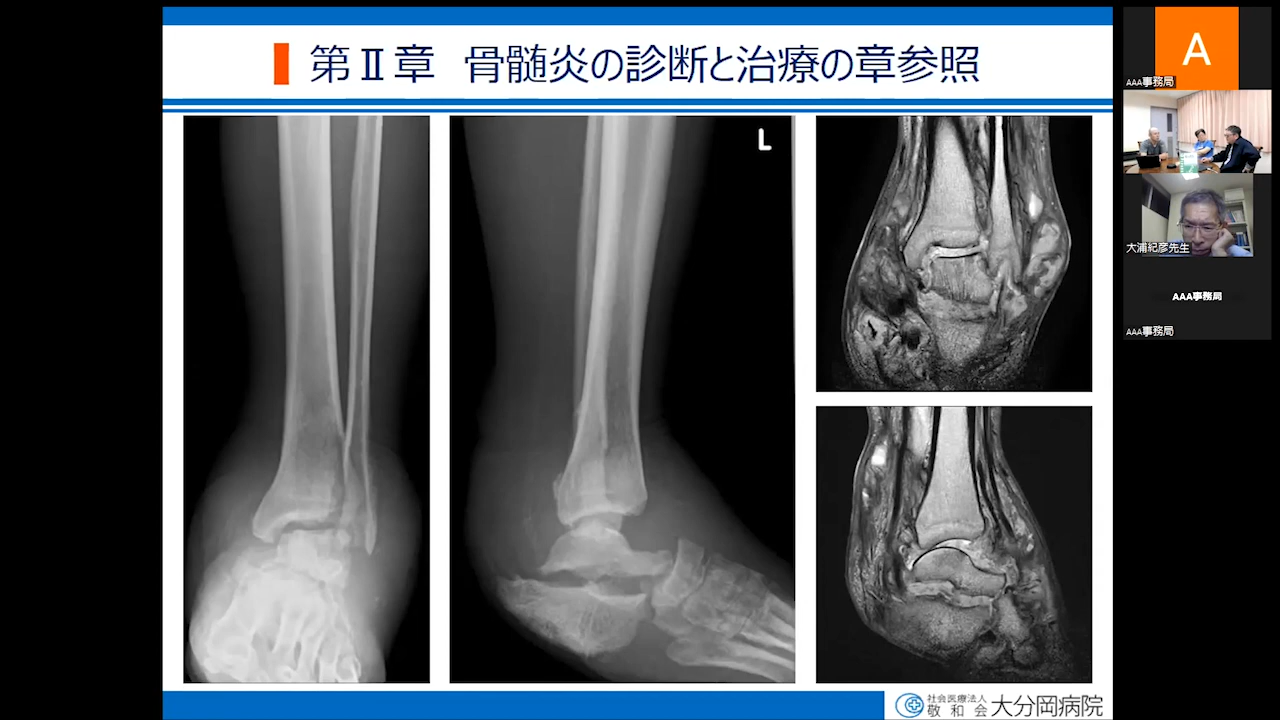 第Ⅱ章 骨髄炎の診断と治療の章参照
L
社会医療法人
敬和会
大分岡病院
A
AAA事務局
大浦紀彦先生
AAA事務局
AAA事務局